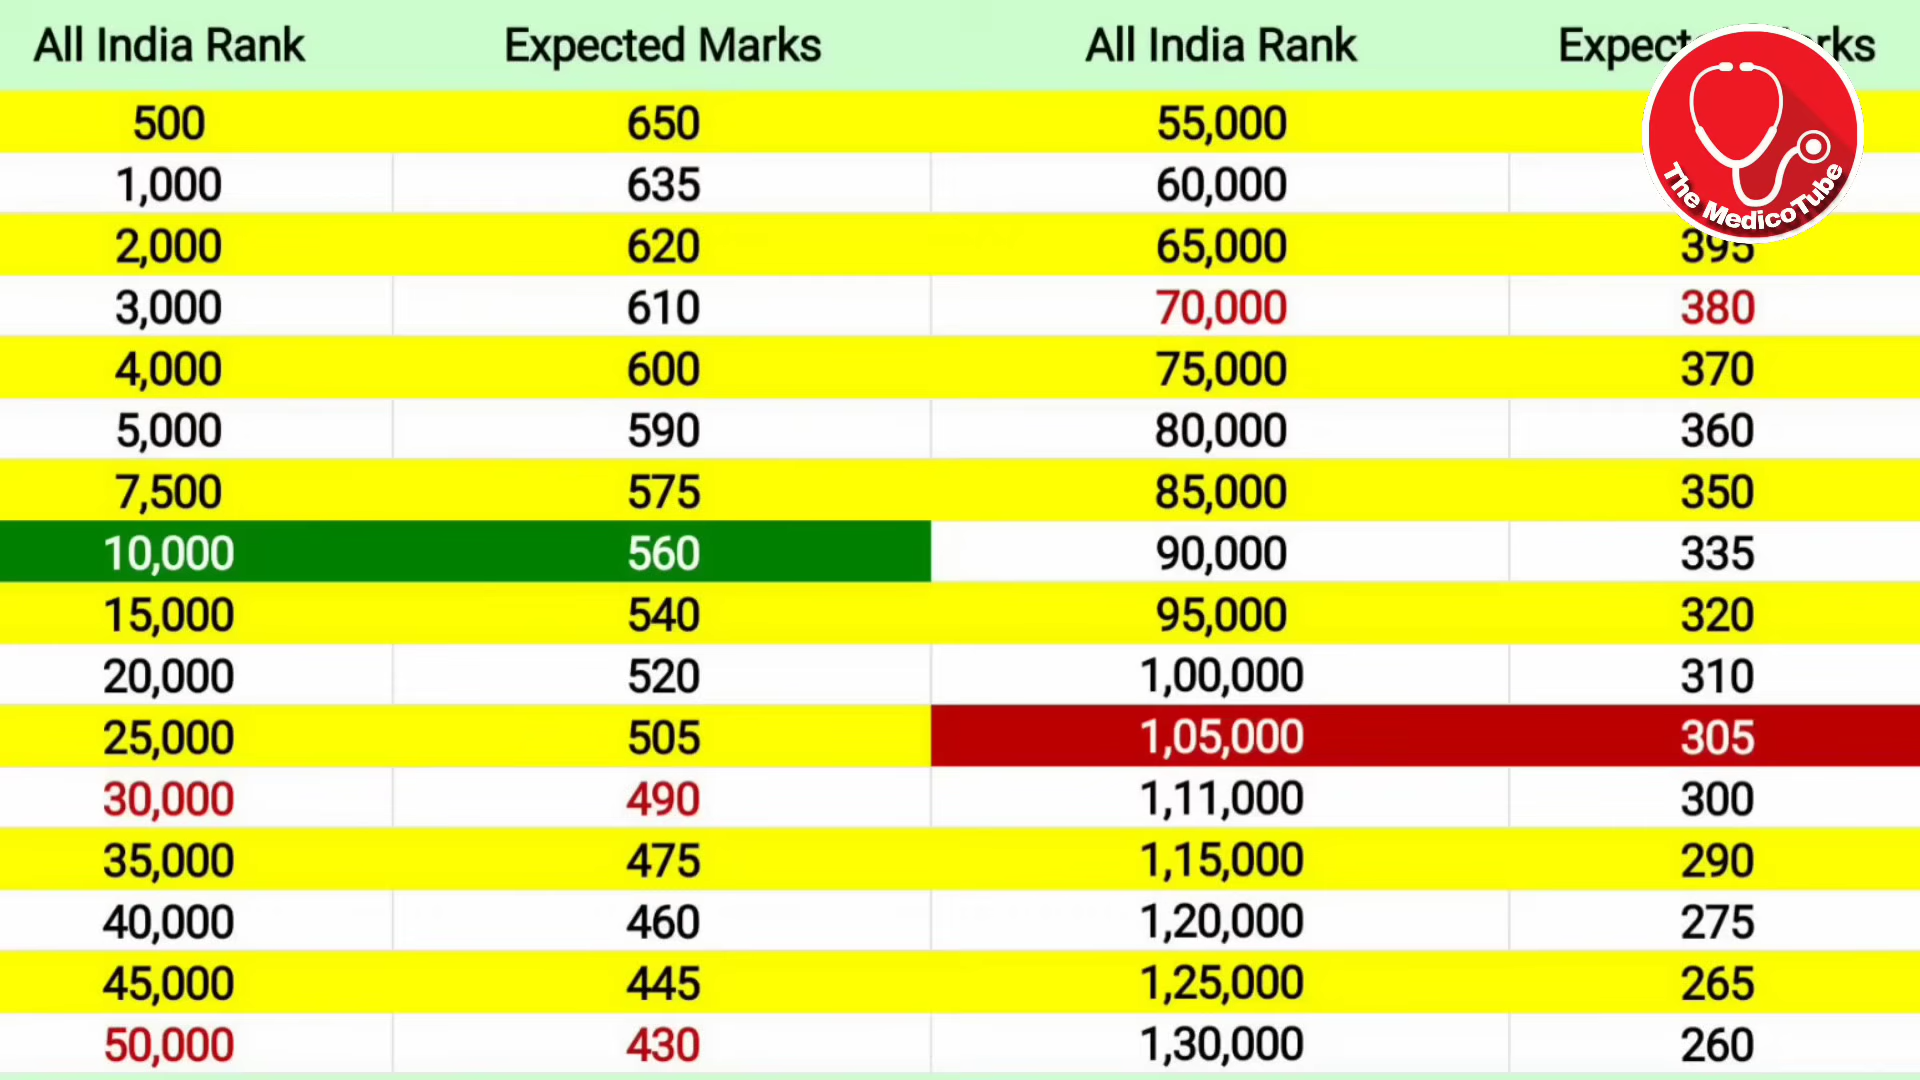 All India Rank Expected Marks All India Rank
500 650 55,000
1,000 635 60,000
2,000 620 65,000 395
3,000 610 70,000 380
4,000 600 75,000 370
5,000 590 80,000 360
7,500 575 85,000 350
10,000 560 90,000 335
15,000 540 95,000 320
20,000 520 1,00,000 310
25,000 505 1,05,000 305
30,000 490 1,11,000 300
35,000 475 1,15,000 290
40,000 460 1,20,000 275
45,000 445 1,25,000 265
50,000 430 1,30,000 260
The MedicoTube